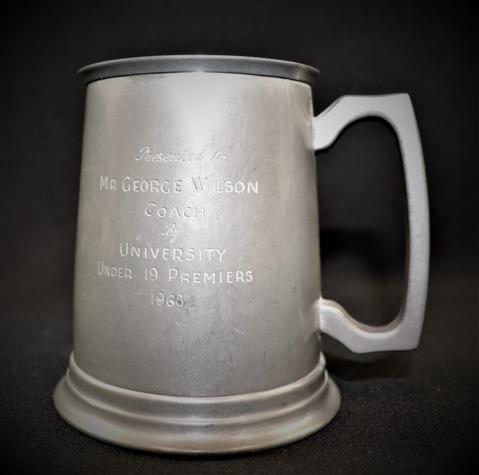 Presented to
MR GEORGE WILSON
COACH
By
UNIVERSITY
UNDER 19 PREMIERS
1968